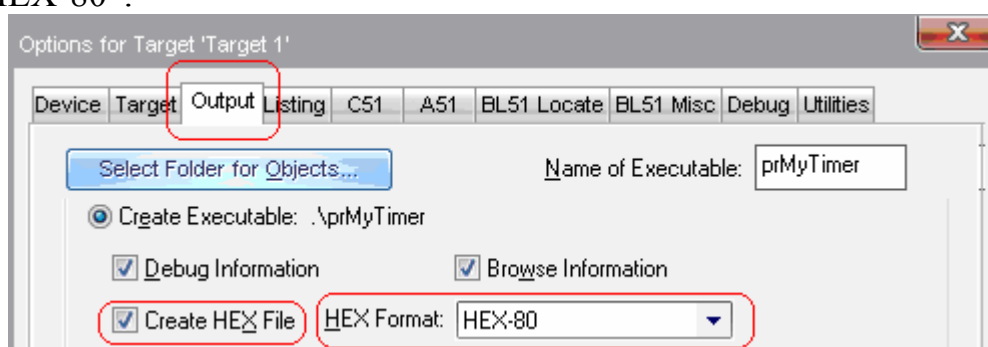 HEX-80".
Options for Target 'Target 1'
Device Target Output Listing C51 A51 BL51 Locate BL51 Misc Debug Utilities
Select Folder for Objects... Name of Executable: prMyTimer
Create Executable: .\prMyTimer
Debug Information Browse Information
Create HEX File HEX Format: HEX-80